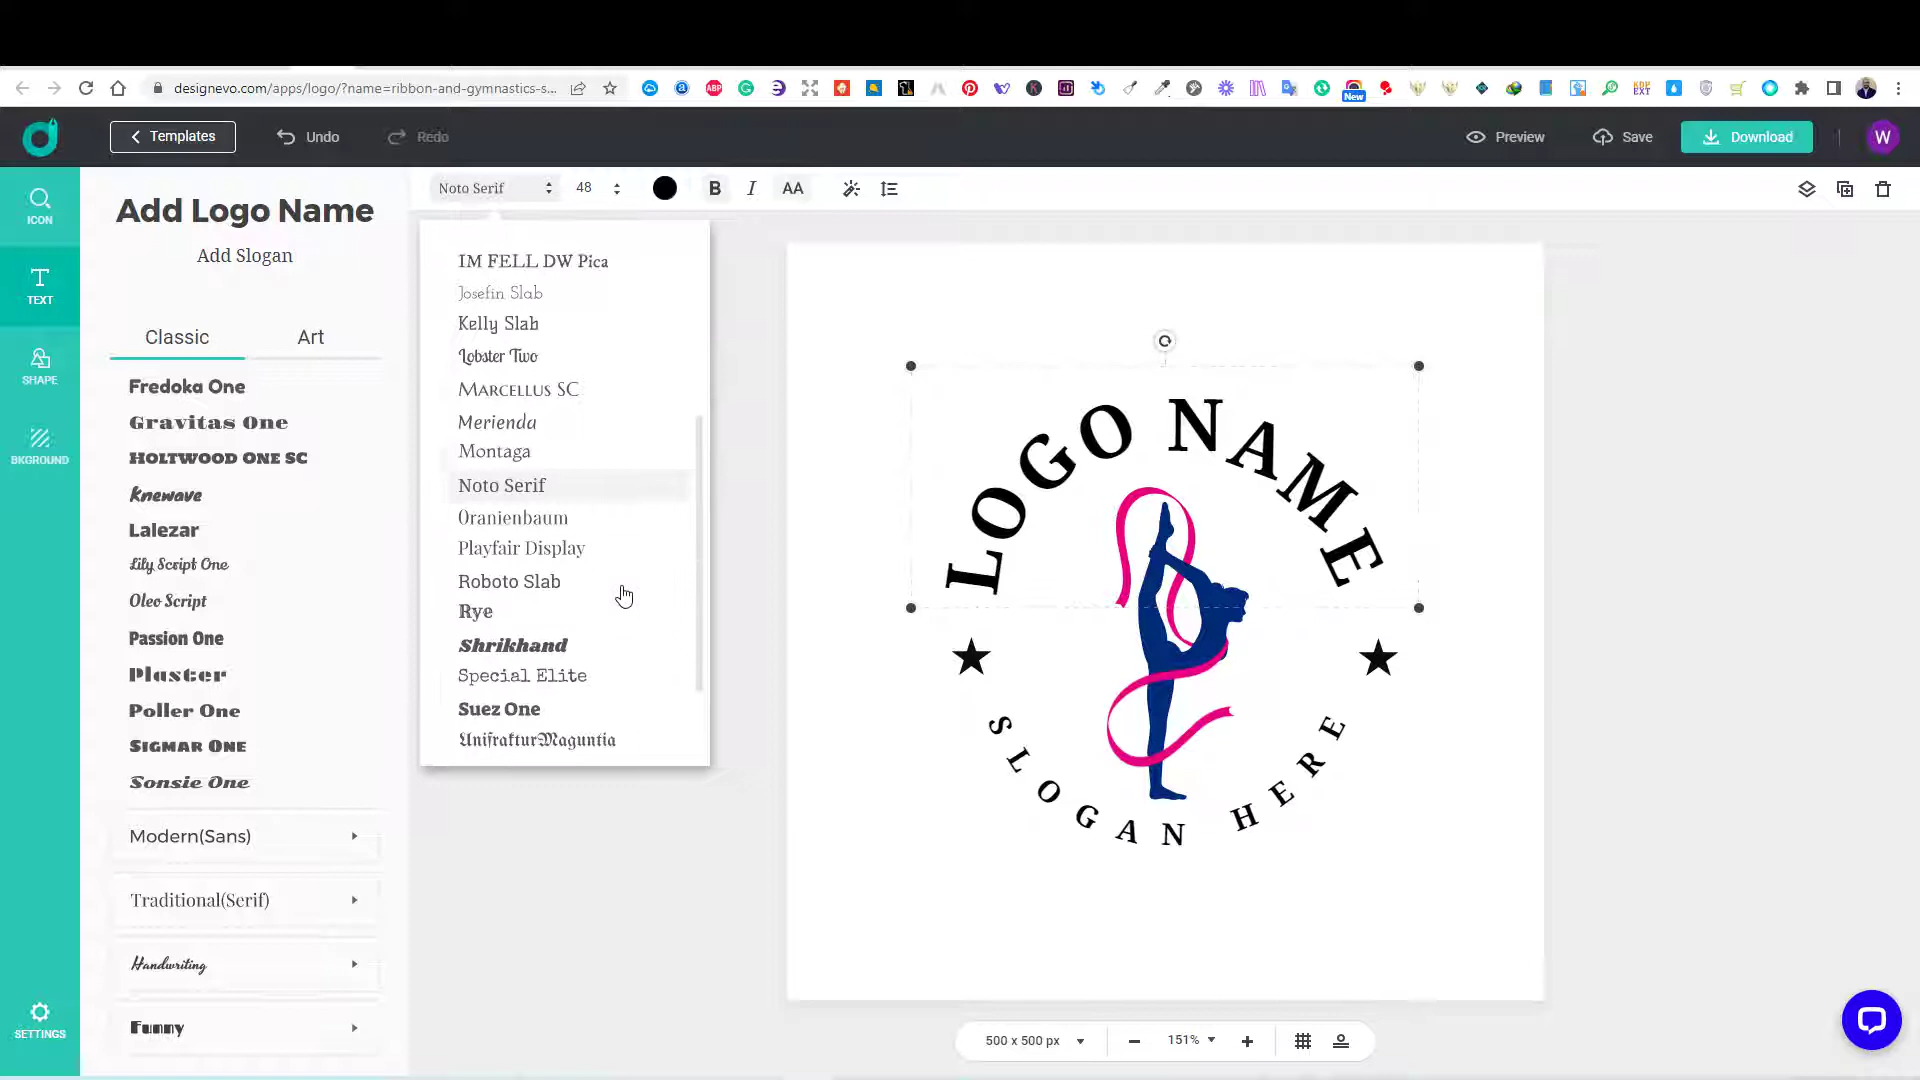 designevo.com/apps/logo/?name=ribbon-and-gymnastics-s...
ABP
New
KDP
EXT
Templates
Undo
Redo
Preview
Save
Download
W
ICON
TEXT
SHAPE
BKGROUND
SETTINGS
Add Logo Name
Add Slogan
Classic
Art
Fredoka One
Gravitas One
Holtwood One SC
Knewave
Lalezar
Lily Script One
Oleo Script
Passion One
Plaster
Poller One
Sigmar One
Sonsie One
Modern(Sans)
Traditional(Serif)
Handwriting
Funny
Noto Serif
48
B
I
AA
IM FELL DW Pica
Josefin Slab
Kelly Slab
Lobster Two
Marcellus SC
Merienda
Montaga
Noto Serif
Oranienbaum
Playfair Display
Roboto Slab
Rye
Shrikhand
Special Elite
Suez One
UnifrakturMaguntia
LOGO NAME
SLOGAN HERE
500 x 500 px
151%